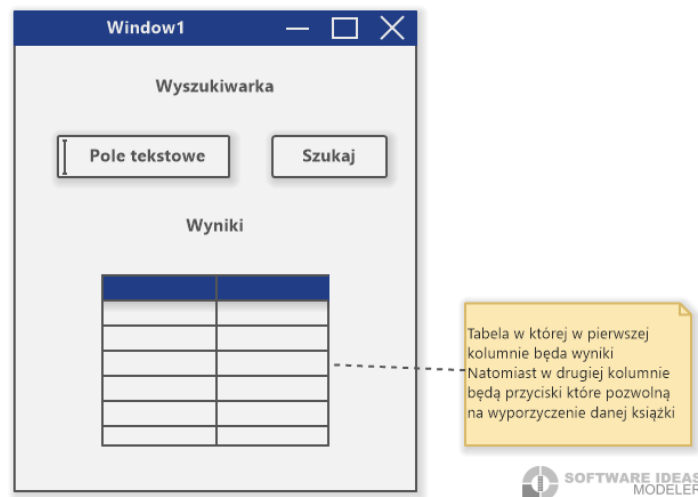 Window1
Wyszukiwarka
Pole tekstowe
Szukaj
Wyniki
Tabela w której w pierwszej
kolumnie będa wyniki
Natomiast w drugiej kolumnie
będą przyciski które pozwolną
na wyporzyczenie danej książki
SOFTWARE IDEAS
MODELER